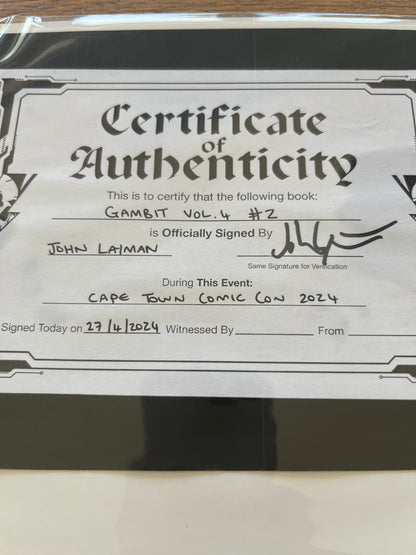 Certificate
of
Authenticity
This is to certify that the following book:
GAMBIT VOL. 4 #2
is Officially Signed By
JOHN LAYMAN
Same Signature for Verification
During This Event:
CAPE TOWN COMIC CON 2024
Signed Today on 27/4/2024 Witnessed By From